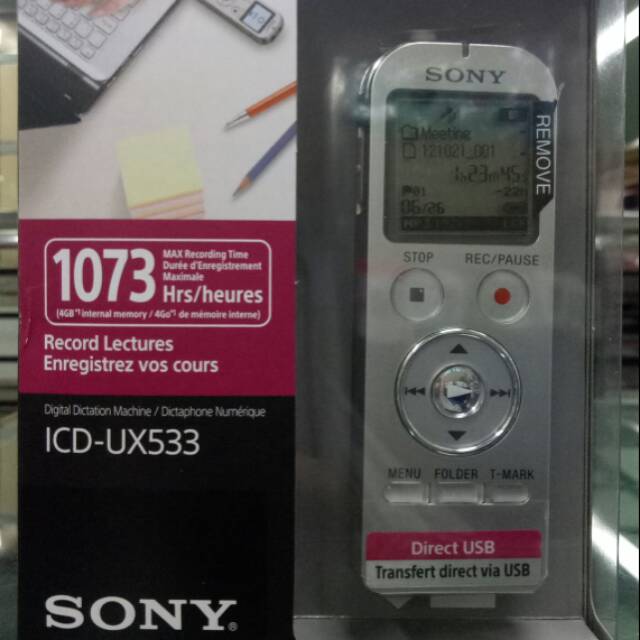 1073
MAX Recording Time
Durée d'Enregistrement
Maximale
Hrs/heures
(4GB*1 internal memory / 4Go*1 de mémoire interne)
Record Lectures
Enregistrez vos cours
Digital Dictation Machine / Dictaphone Numérique
ICD-UX533
SONY®
SONY
REMOVE
Meeting
121021_001
1h23m45s
01
06/26
STOP
REC/PAUSE
MENU
FOLDER
T-MARK
Direct USB
Transfert direct via USB